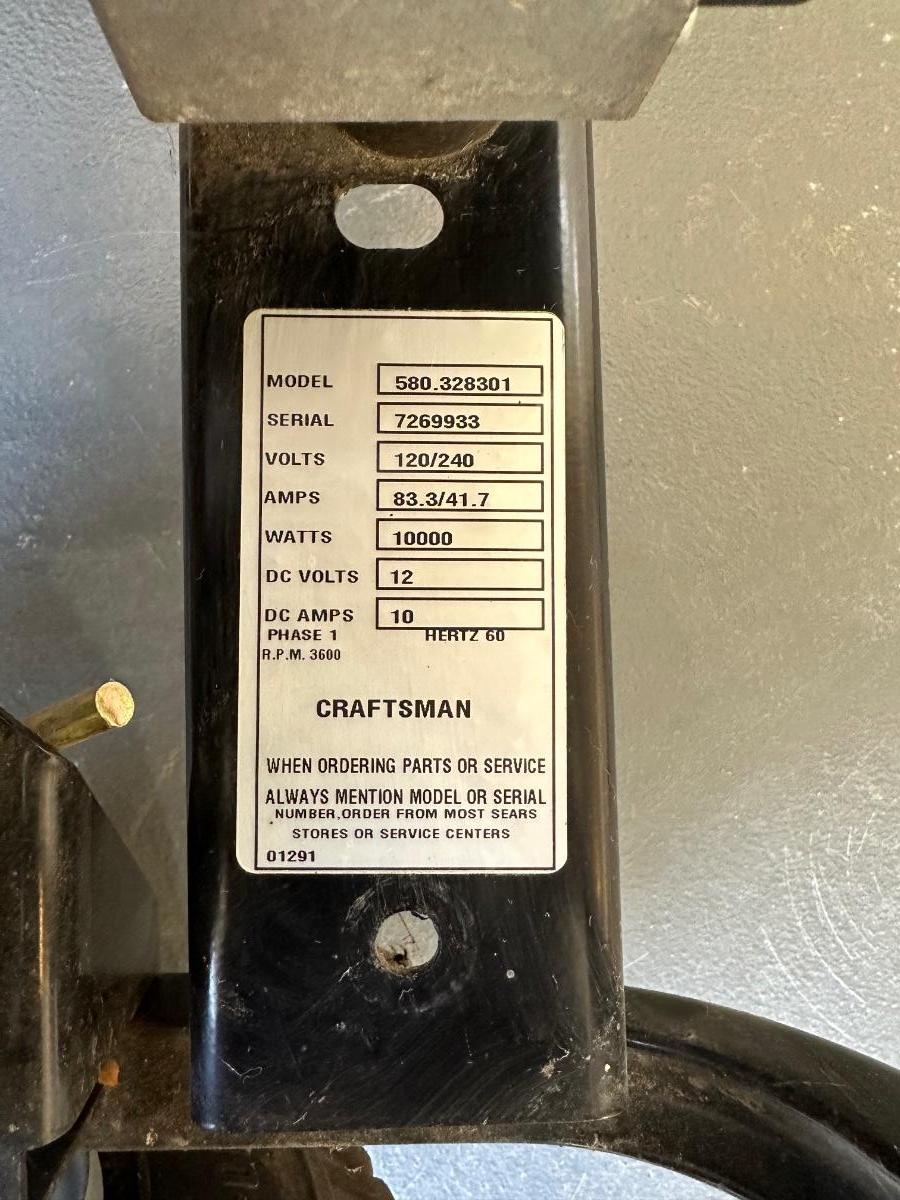 MODEL 580.328301
SERIAL 7269933
VOLTS 120/240
AMPS 83.3/41.7
WATTS 10000
DC VOLTS 12
DC AMPS 10
PHASE 1 HERTZ 60
R.P.M. 3600
CRAFTSMAN
WHEN ORDERING PARTS OR SERVICE
ALWAYS MENTION MODEL OR SERIAL
NUMBER,ORDER FROM MOST SEARS
STORES OR SERVICE CENTERS
01291